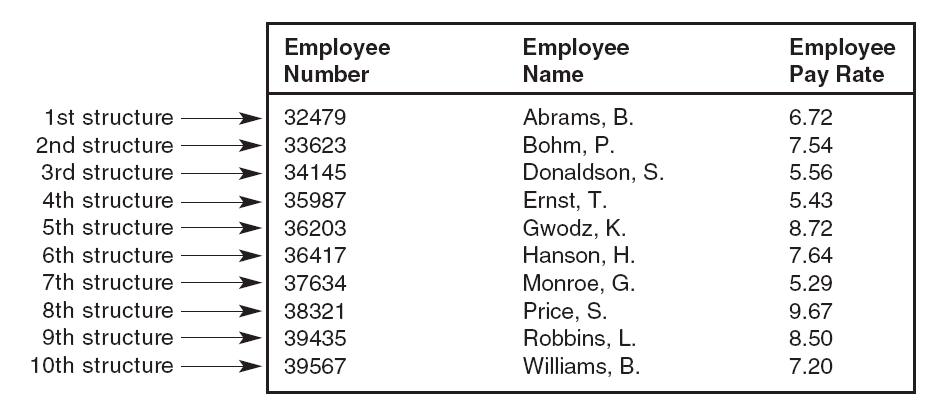 Employee Number Employee Name Employee Pay Rate
1st structure 32479 Abrams, B. 6.72
2nd structure 33623 Bohm, P. 7.54
3rd structure 34145 Donaldson, S. 5.56
4th structure 35987 Ernst, T. 5.43
5th structure 36203 Gwodz, K. 8.72
6th structure 36417 Hanson, H. 7.64
7th structure 37634 Monroe, G. 5.29
8th structure 38321 Price, S. 9.67
9th structure 39435 Robbins, L. 8.50
10th structure 39567 Williams, B. 7.20